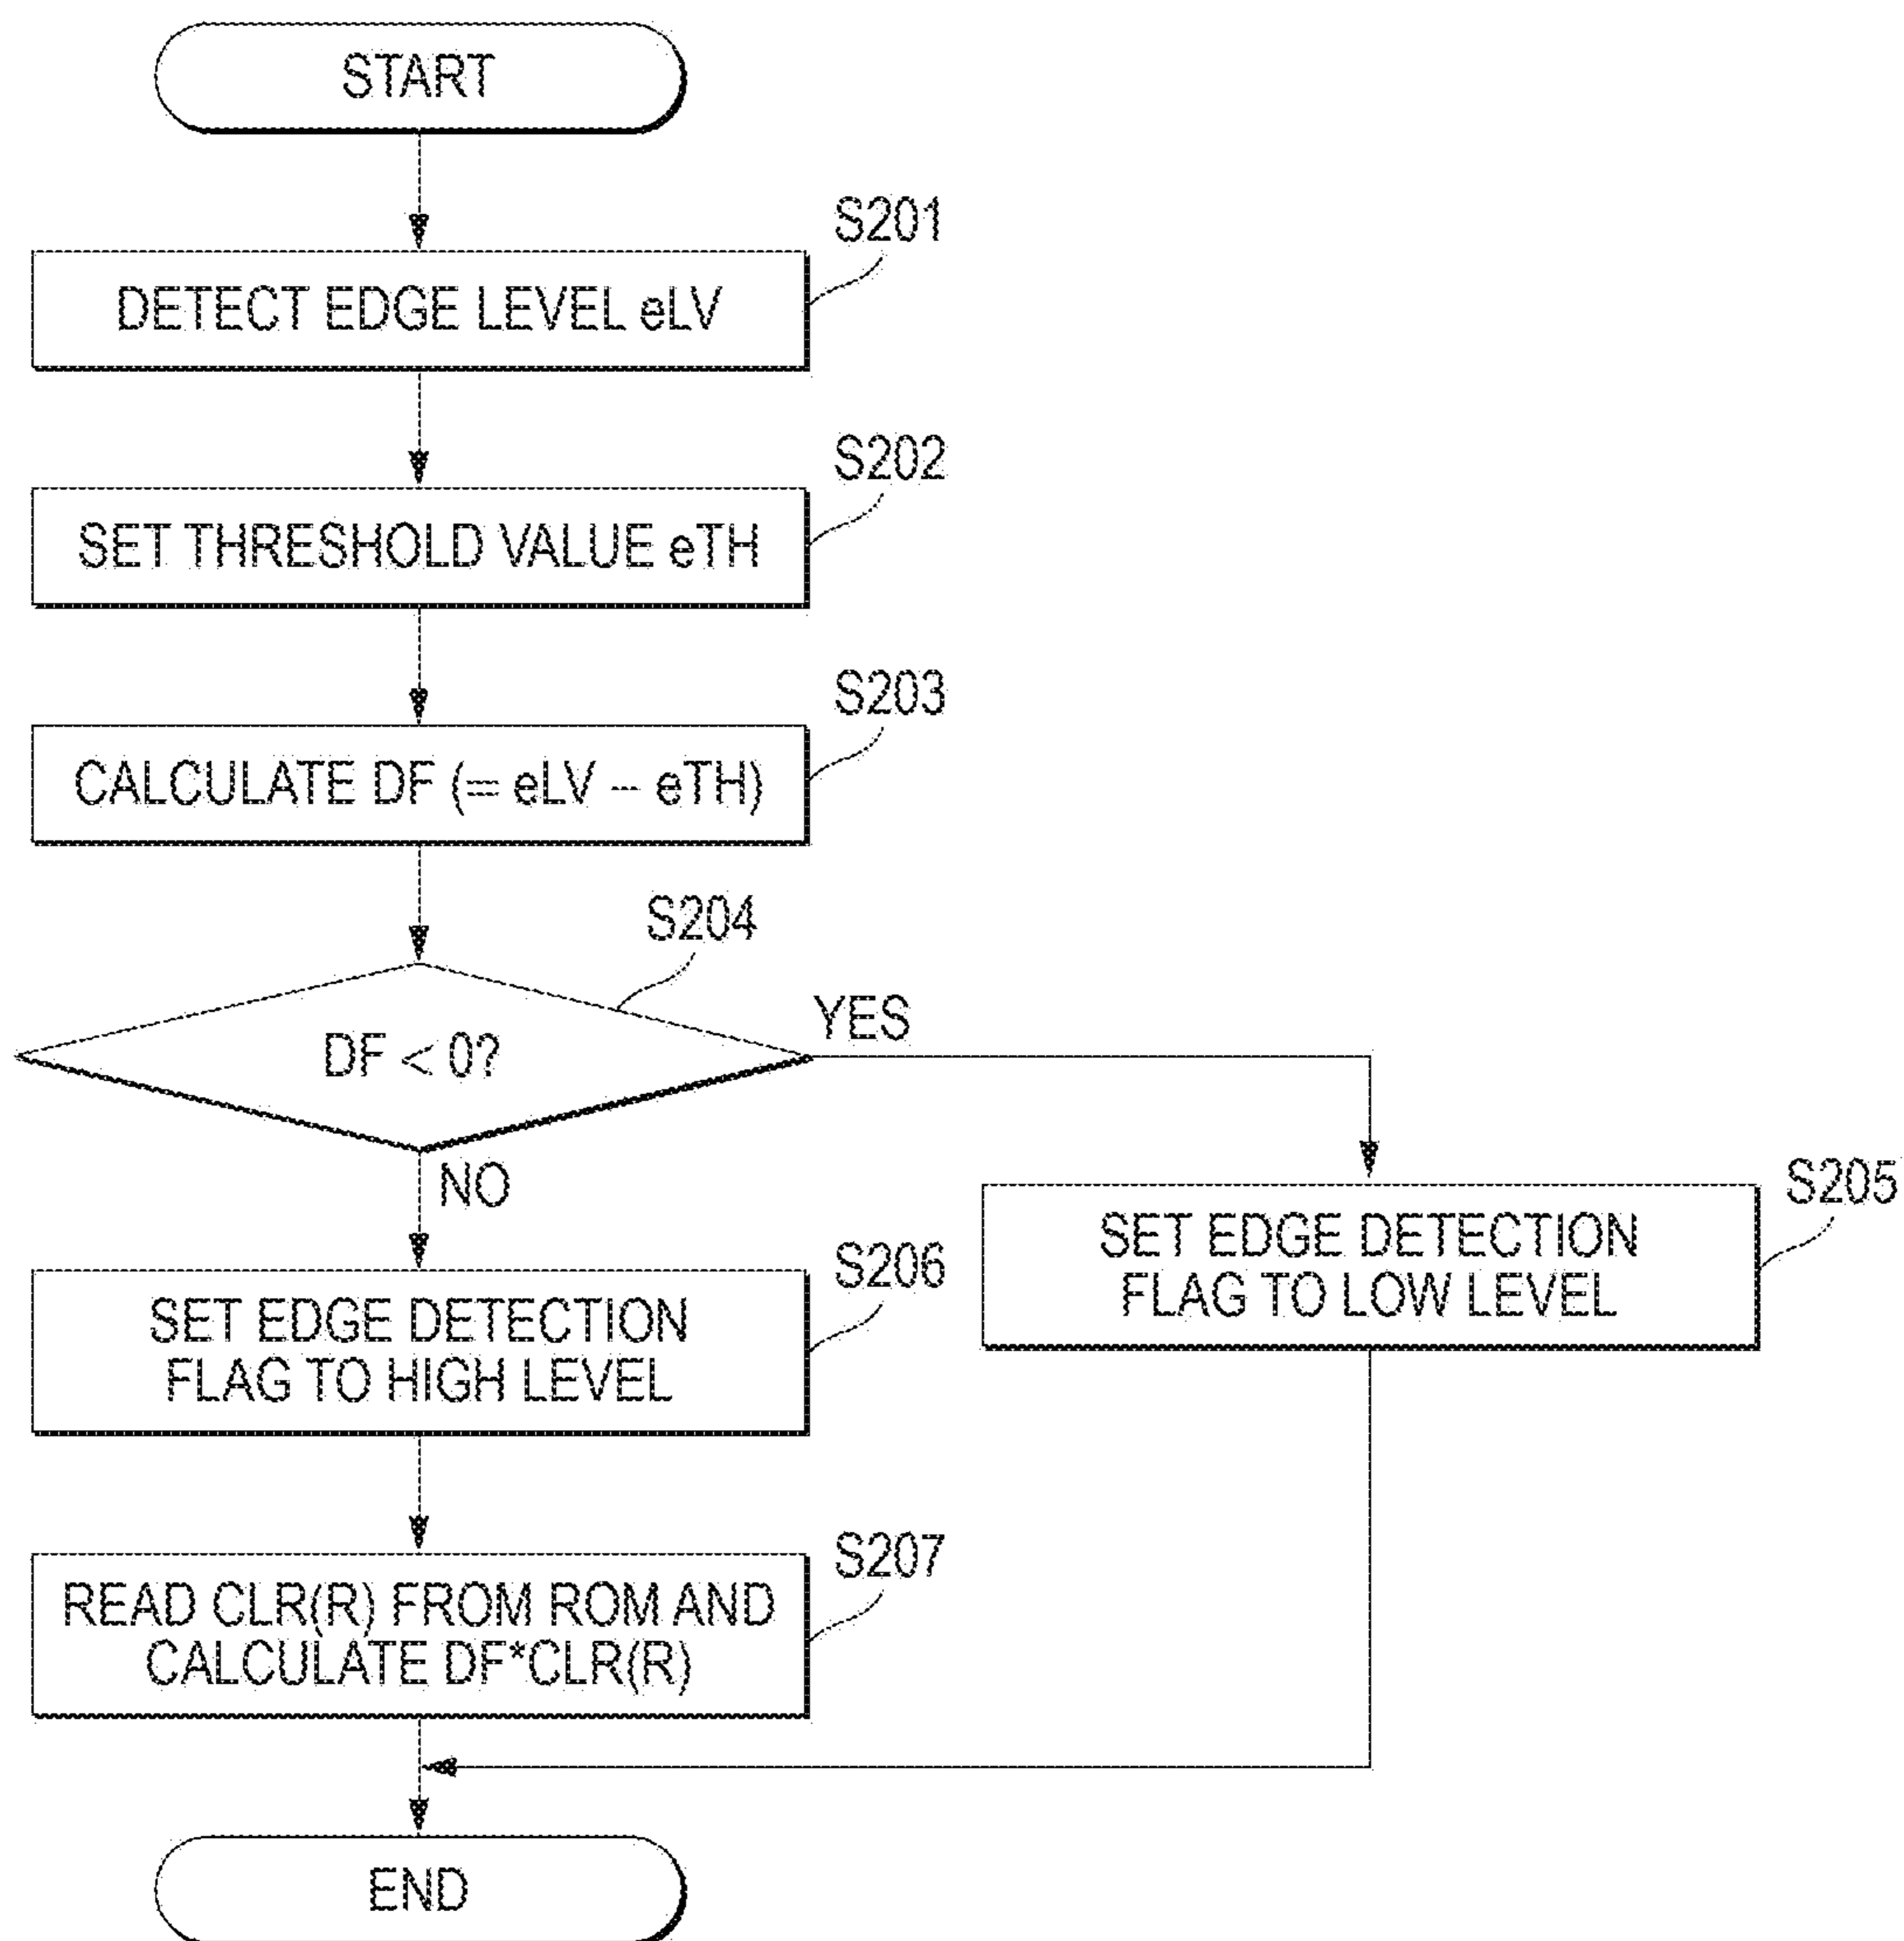 START
S201
DETECT EDGE LEVEL eLV
S202
SET THRESHOLD VALUE eTH
S203
CALCULATE DF (= eLV – eTH)
S204
DF < 0?
YES
NO
S205
SET EDGE DETECTION
FLAG TO LOW LEVEL
S206
SET EDGE DETECTION
FLAG TO HIGH LEVEL
S207
READ CLR(R) FROM ROM AND
CALCULATE DF*CLR(R)
END